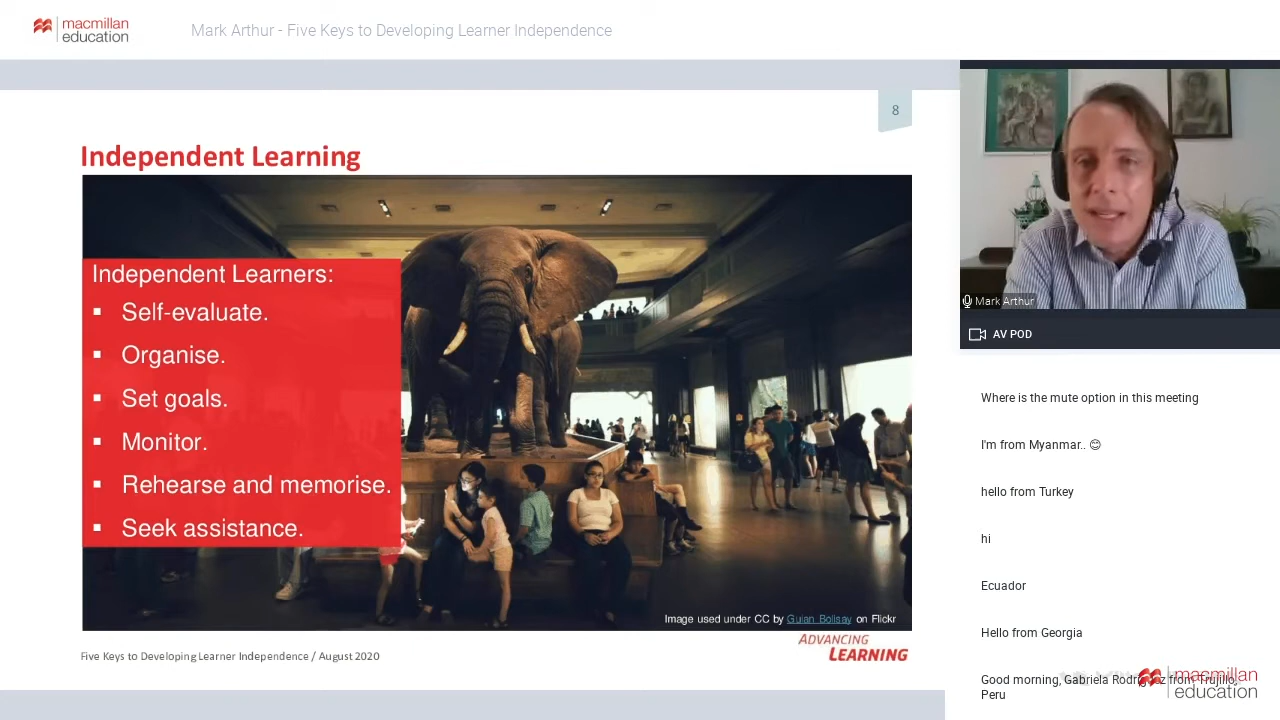 macmillan
education
Mark Arthur - Five Keys to Developing Learner Independence
8
Independent Learning
Independent Learners:
▪ Self-evaluate.
▪ Organise.
▪ Set goals.
▪ Monitor.
▪ Rehearse and memorise.
▪ Seek assistance.
Image used under CC by Guian Bolisay on Flickr
ADVANCING
LEARNING
Five Keys to Developing Learner Independence / August 2020
Mark Arthur
AV POD
Where is the mute option in this meeting
I'm from Myanmar.. 😊
hello from Turkey
hi
Ecuador
Hello from Georgia
Good morning, Gabriela Rodriguez from Trujillo,
Peru
macmillan
education